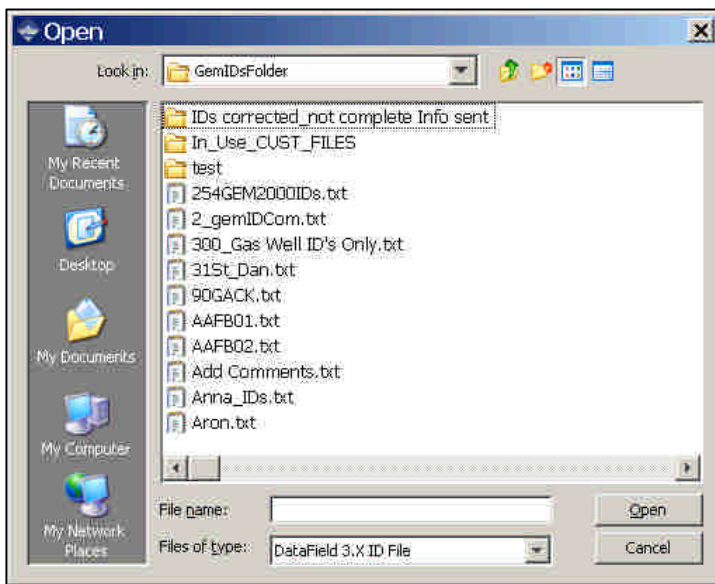 Open
Look in:
GemIDsFolder
My Recent
Documents
Desktop
My Documents
My Computer
My Network
Places
IDs corrected_not complete Info sent
In_Use_CUST_FILES
test
254GEM2000IDs.txt
2_gemIDCom.txt
300_Gas Well ID's Only.txt
31St_Dan.txt
90GACK.txt
AAFB01.txt
AAFB02.txt
Add Comments.txt
Anna_IDs.txt
Aron.txt
File name:
Open
Files of type:
DataField 3.X ID File
Cancel